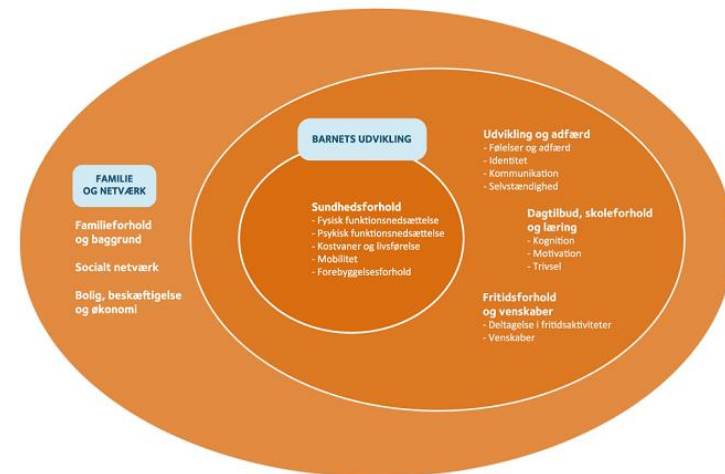 FAMILIE
OG NETVÆRK
Familieforhold
og baggrund
Socialt netværk
Bolig, beskæftigelse
og økonomi
BARNETS UDVIKLING
Sundhedsforhold
- Fysisk funktionsnedsættelse
- Psykisk funktionsnedsættelse
- Kostvaner og livsførelse
- Mobilitet
- Forebyggelsesforhold
Udvikling og adfærd
- Følelser og adfærd
- Identitet
- Kommunikation
- Selvstændighed
Dagtilbud, skoleforhold
og læring
- Kognition
- Motivation
- Trivsel
Fritidsforhold
og venskaber
- Deltagelse i fritidsaktiviteter
- Venskaber